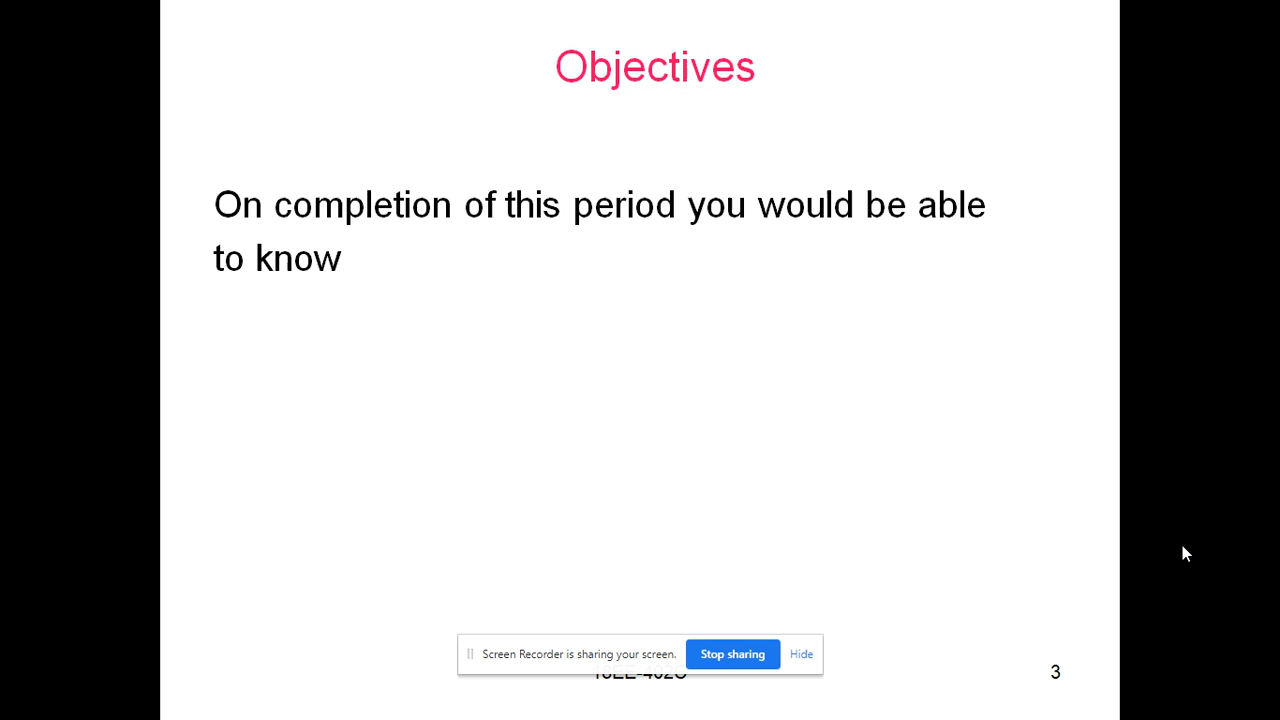 Objectives
On completion of this period you would be able
to know
Screen Recorder is sharing your screen. Stop sharing Hide
3